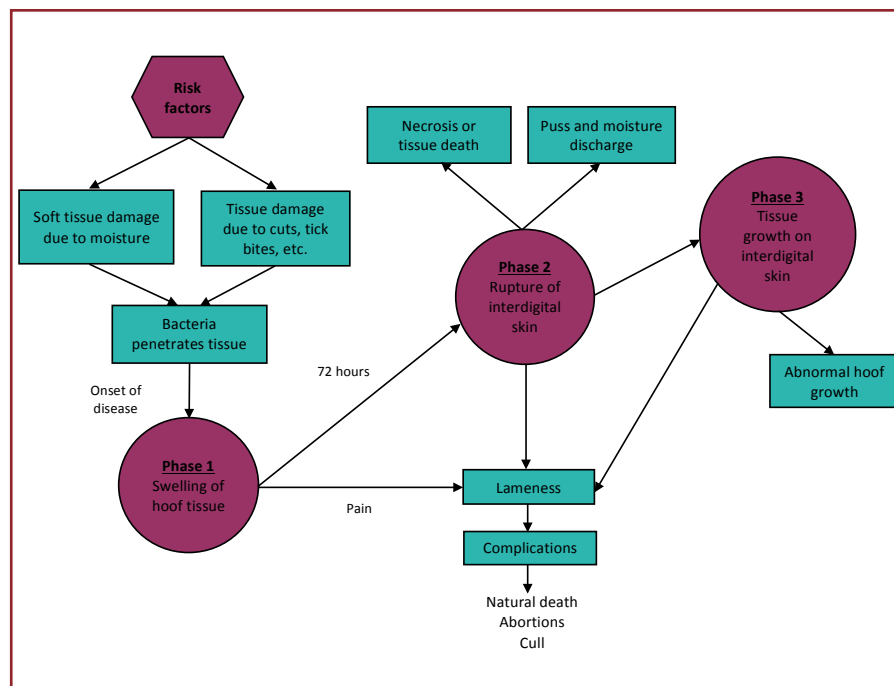 Risk
factors
Soft tissue damage
due to moisture
Tissue damage
due to cuts, tick
bites, etc.
Bacteria
penetrates tissue
Onset of
disease
Phase 1
Swelling of
hoof tissue
72 hours
Pain
Necrosis or
tissue death
Puss and moisture
discharge
Phase 2
Rupture of
interdigital
skin
Phase 3
Tissue
growth on
interdigital
skin
Abnormal hoof
growth
Lameness
Complications
Natural death
Abortions
Cull